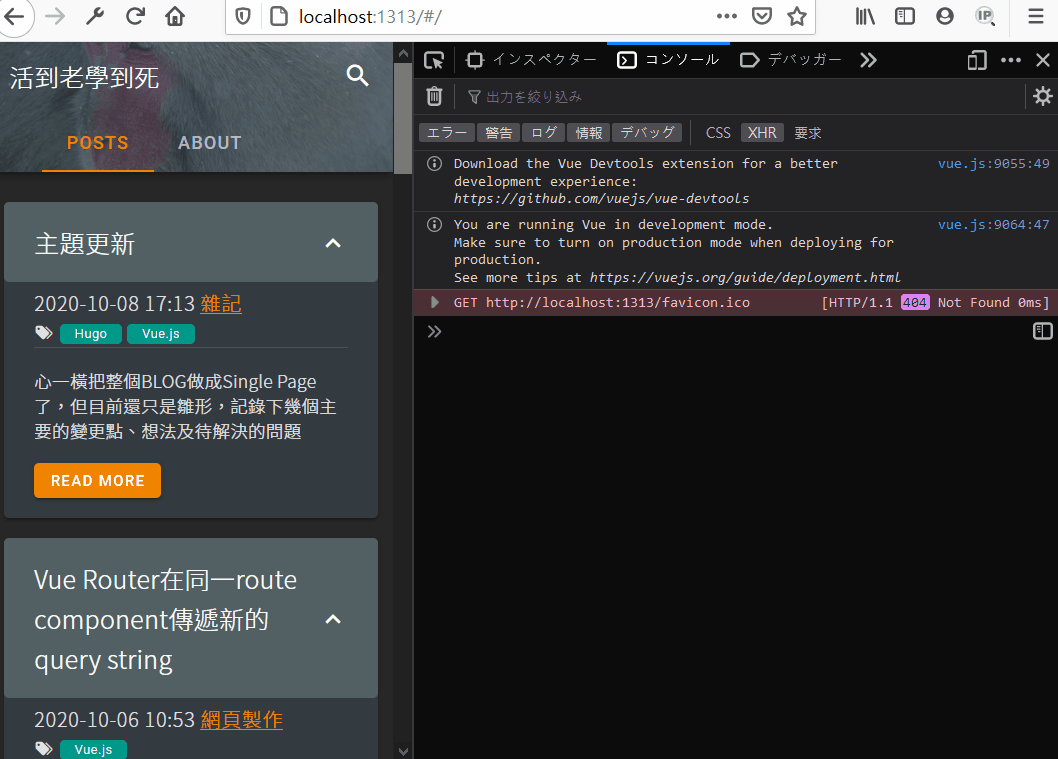 localhost:1313/#/
IP
活到老學到死
POSTS ABOUT
主題更新
2020-10-08 17:13 雜記
Hugo Vue.js
心一橫把整個BLOG做成Single Page
了，但目前還只是雛形，記錄下幾個主
要的變更點、想法及待解決的問題
READ MORE
Vue Router在同一route
component傳遞新的
query string
2020-10-06 10:53 網頁製作
Vue.js
インスペクター コンソール デバッガー
出力を絞り込み
エラー 警告 ログ 情報 デバッグ CSS XHR 要求
Download the Vue Devtools extension for a better vue.js:9055:49
development experience:
https://github.com/vuejs/vue-devtools
You are running Vue in development mode. vue.js:9064:47
Make sure to turn on production mode when deploying for
production.
See more tips at https://vuejs.org/guide/deployment.html
GET http://localhost:1313/favicon.ico [HTTP/1.1 404 Not Found 0ms]